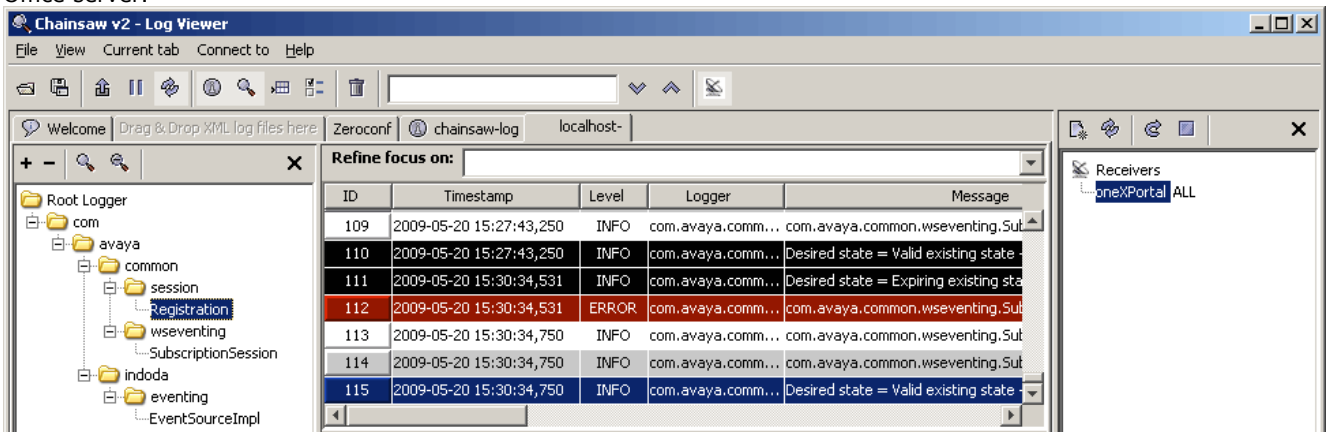 Chainsaw v2 - Log Viewer
File View Current tab Connect to Help
Welcome Drag & Drop XML log files here Zeroconf chainsaw-log localhost-
Refine focus on:
Root Logger
com
avaya
common
session
Registration
wseventing
SubscriptionSession
indoda
eventing
EventSourceImpl
ID Timestamp Level Logger Message
109 2009-05-20 15:27:43,250 INFO com.avaya.comm... com.avaya.common.wseventing.Sub
110 2009-05-20 15:27:43,250 INFO com.avaya.comm... Desired state = Valid existing state -
111 2009-05-20 15:30:34,531 INFO com.avaya.comm... Desired state = Expiring existing sta
112 2009-05-20 15:30:34,531 ERROR com.avaya.comm... com.avaya.common.wseventing.Sub
113 2009-05-20 15:30:34,750 INFO com.avaya.comm... com.avaya.common.wseventing.Sub
114 2009-05-20 15:30:34,750 INFO com.avaya.comm... com.avaya.common.wseventing.Sub
115 2009-05-20 15:30:34,750 INFO com.avaya.comm... Desired state = Valid existing state -
Receivers
oneXPortal ALL